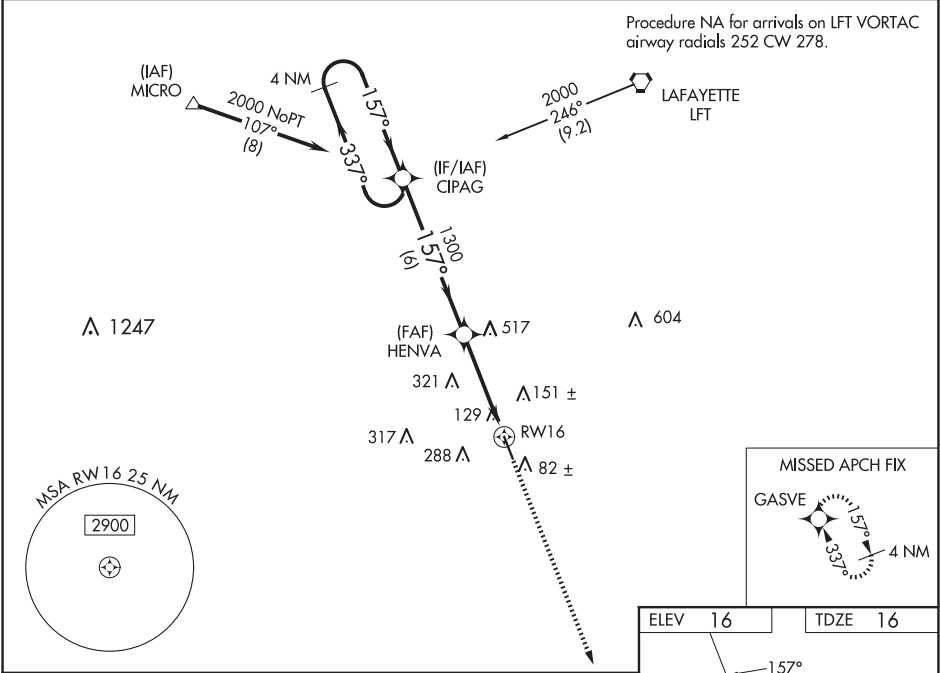 Procedure NA for arrivals on LFT VORTAC
airway radials 252 CW 278.
(IAF)
MICRO
2000 NoPT
107°
(8)
4 NM
157°
337°
2000
246°
(9.2)
LAFAYETTE
LFT
(IF/IAF)
CIPAG
1300
157°
(6)
1247
(FAF)
HENVA
517
604
321
151 ±
129
RW16
317
288
82 ±
MSA RW16 25 NM
2900
MISSED APCH FIX
GASVE
157°
337°
4 NM
ELEV 16
TDZE 16
157°